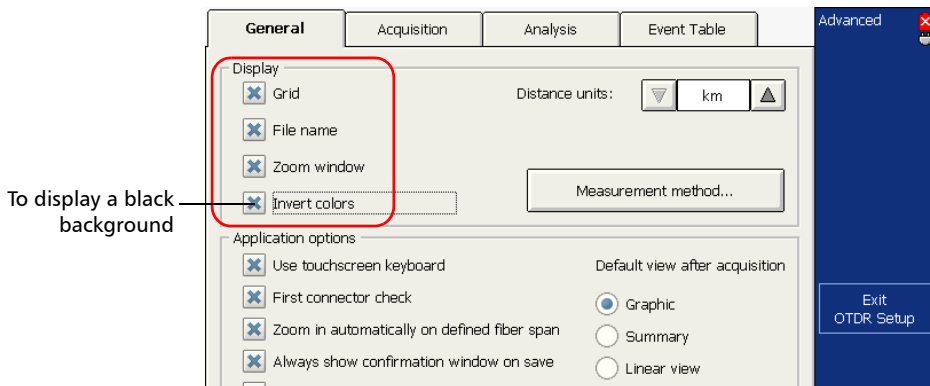 General Acquisition Analysis Event Table Advanced
Display
Grid Distance units: km
File name
Zoom window
Invert colors Measurement method...
To display a black
background
Application options
Use touchscreen keyboard Default view after acquisition
First connector check Graphic
Zoom in automatically on defined fiber span Summary
Always show confirmation window on save Linear view
Exit
OTDR Setup